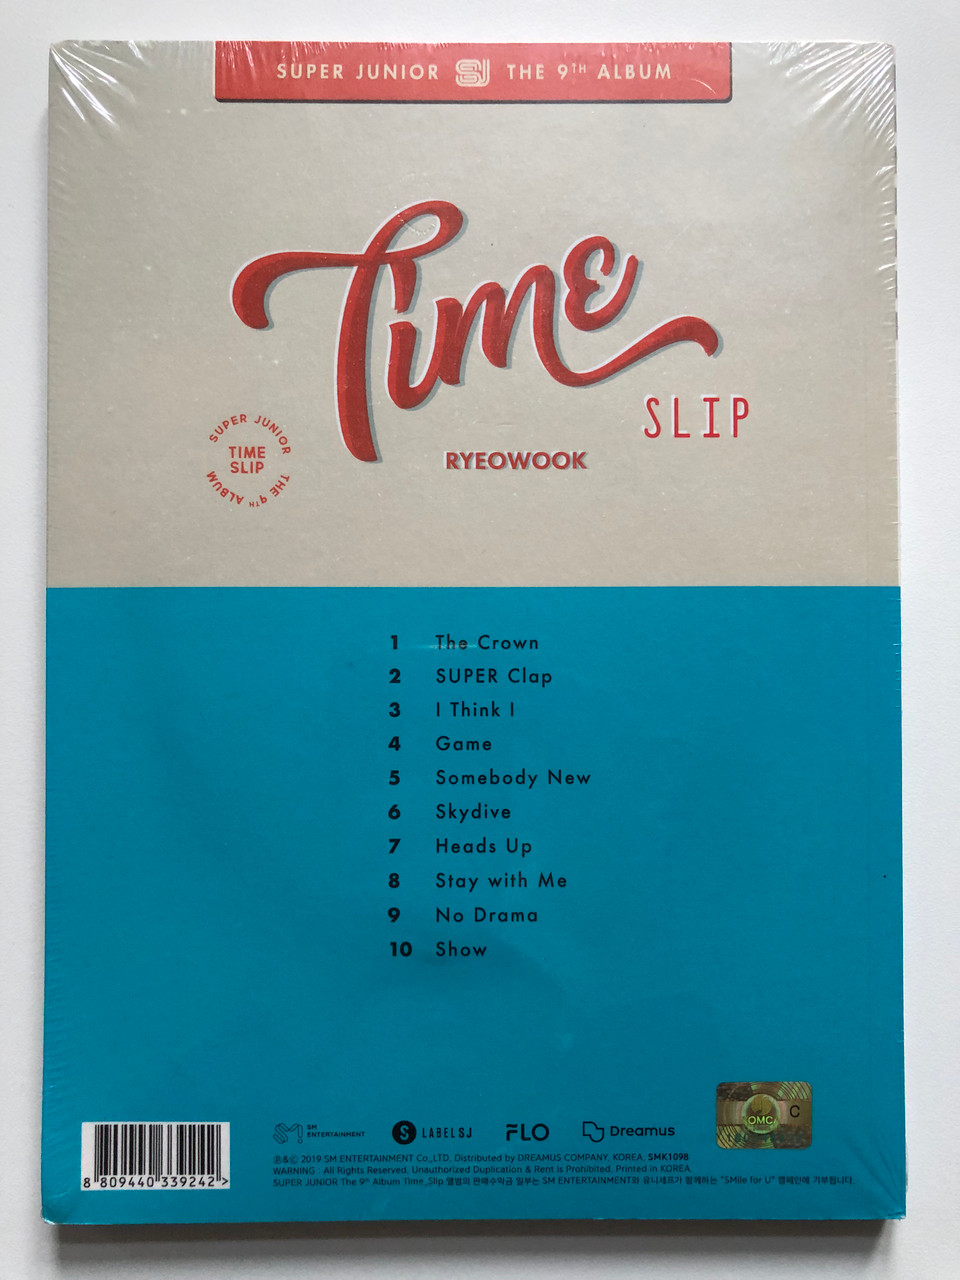 SUPER JUNIOR SJ THE 9TH ALBUM
Time
SLIP
RYEOWOOK
SUPER JUNIOR THE 9TH ALBUM
TIME
SLIP
1 The Crown
2 SUPER Clap
3 I Think I
4 Game
5 Somebody New
6 Skydive
7 Heads Up
8 Stay with Me
9 No Drama
10 Show
SM
ENTERTAINMENT
S LABELSJ
FLO
Dreamus
OMCA
C
8 809440 339242 >
℗&© 2019 SM ENTERTAINMENT Co.,LTD. Distributed by DREAMUS COMPANY, KOREA. SMK1098
WARNING : All Rights Reserved. Unauthorized Duplication & Rent is Prohibited. Printed in KOREA.
SUPER JUNIOR The 9th Album Time_Slip 앨범의 판매수익금 일부는 SM ENTERTAINMENT와 유니세프가 함께하는 "SMile for U" 캠페인에 기부됩니다.